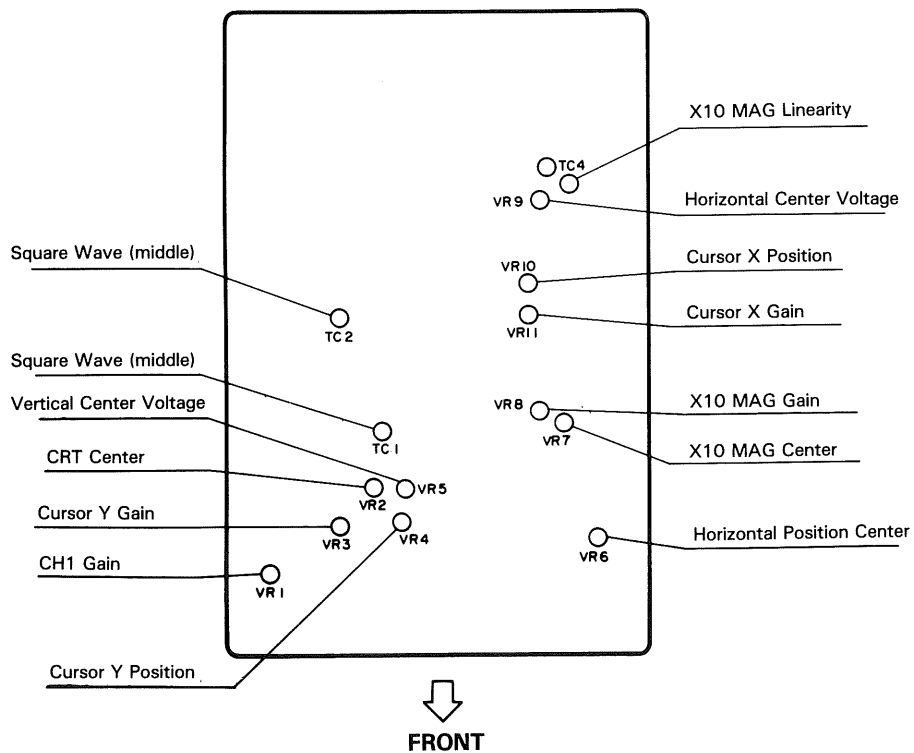 X10 MAG Linearity
TC4
VR9
Horizontal Center Voltage
Square Wave (middle)
VR10
Cursor X Position
TC2
VR11
Cursor X Gain
Square Wave (middle)
Vertical Center Voltage
VR8
X10 MAG Gain
TC1
VR7
X10 MAG Center
CRT Center
VR2
VR5
Cursor Y Gain
VR3
VR4
VR6
Horizontal Position Center
CH1 Gain
VR1
Cursor Y Position
FRONT